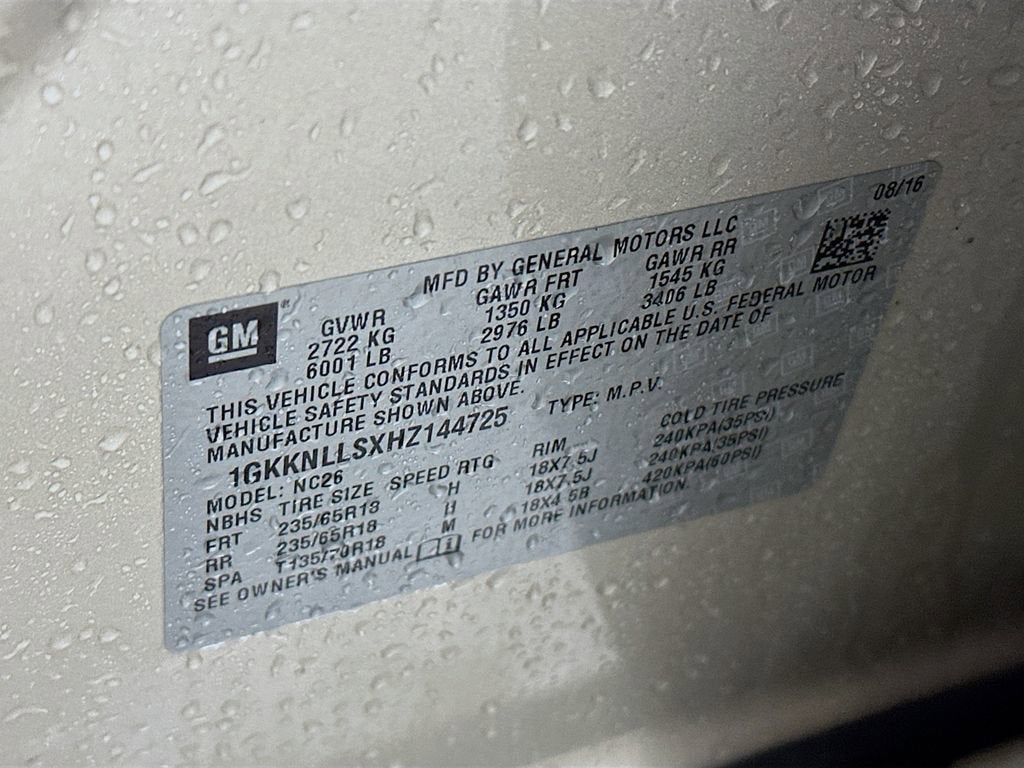 08/16
MFD BY GENERAL MOTORS LLC
GM®
GVWR GAWR FRT GAWR RR
2722 KG 1350 KG 1545 KG
6001 LB 2976 LB 3406 LB
THIS VEHICLE CONFORMS TO ALL APPLICABLE U.S. FEDERAL MOTOR
VEHICLE SAFETY STANDARDS IN EFFECT ON THE DATE OF
MANUFACTURE SHOWN ABOVE.
1GKKNLLSXHZ144725 TYPE: M.P.V.
MODEL: NC26
NBHS TIRE SIZE SPEED RTG RIM COLD TIRE PRESSURE
FRT 235/65R18 H 18X7.5J 240KPA(35PSI)
RR 235/65R18 H 18X7.5J 240KPA(35PSI)
SPA T135/70R18 M 18X4.5B 420KPA(60PSI)
SEE OWNER'S MANUAL FOR MORE INFORMATION.